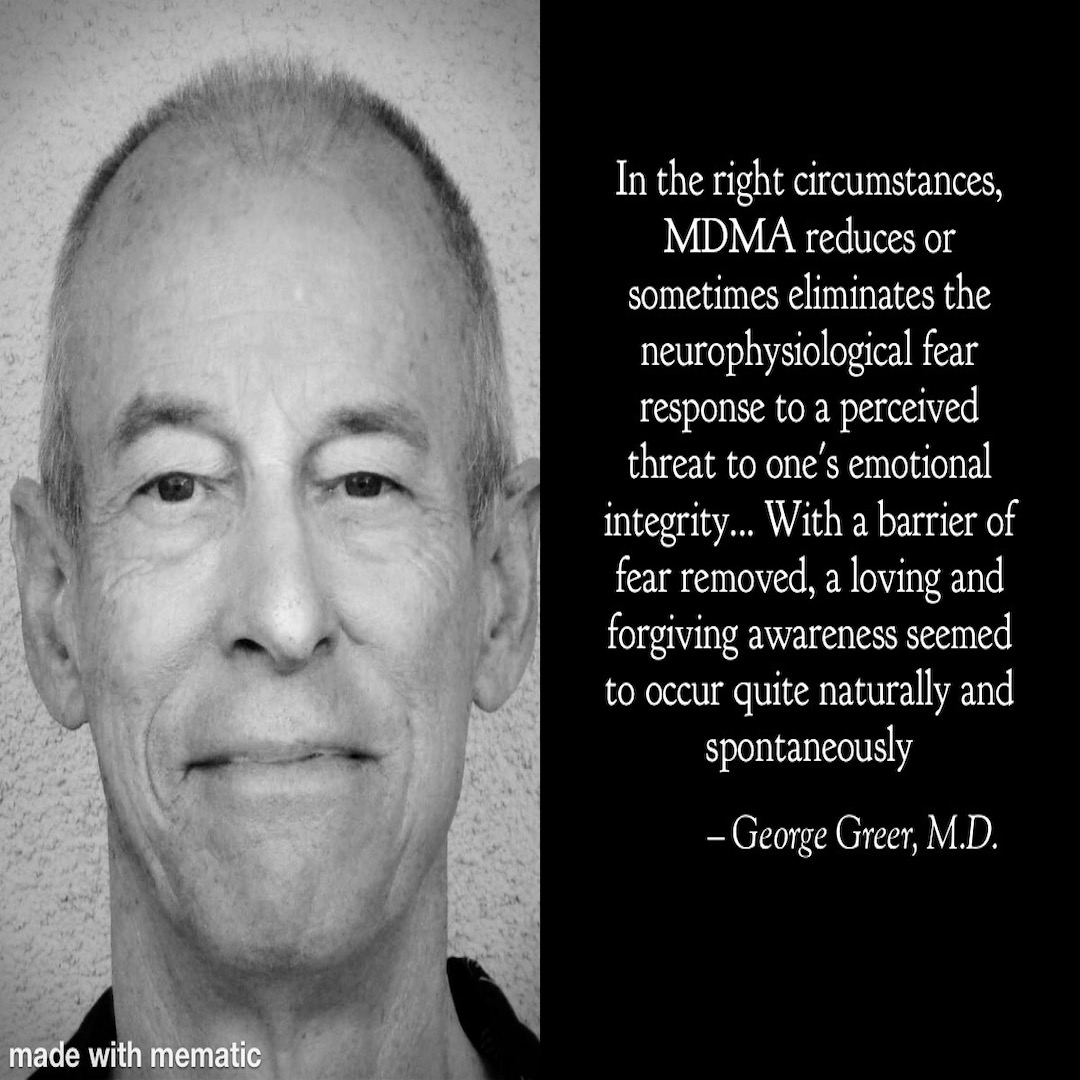 In the right circumstances,
MDMA reduces or
sometimes eliminates the
neurophysiological fear
response to a perceived
threat to one's emotional
integrity... With a barrier of
fear removed, a loving and
forgiving awareness seemed
to occur quite naturally and
spontaneously
– George Greer, M.D.
made with mematic